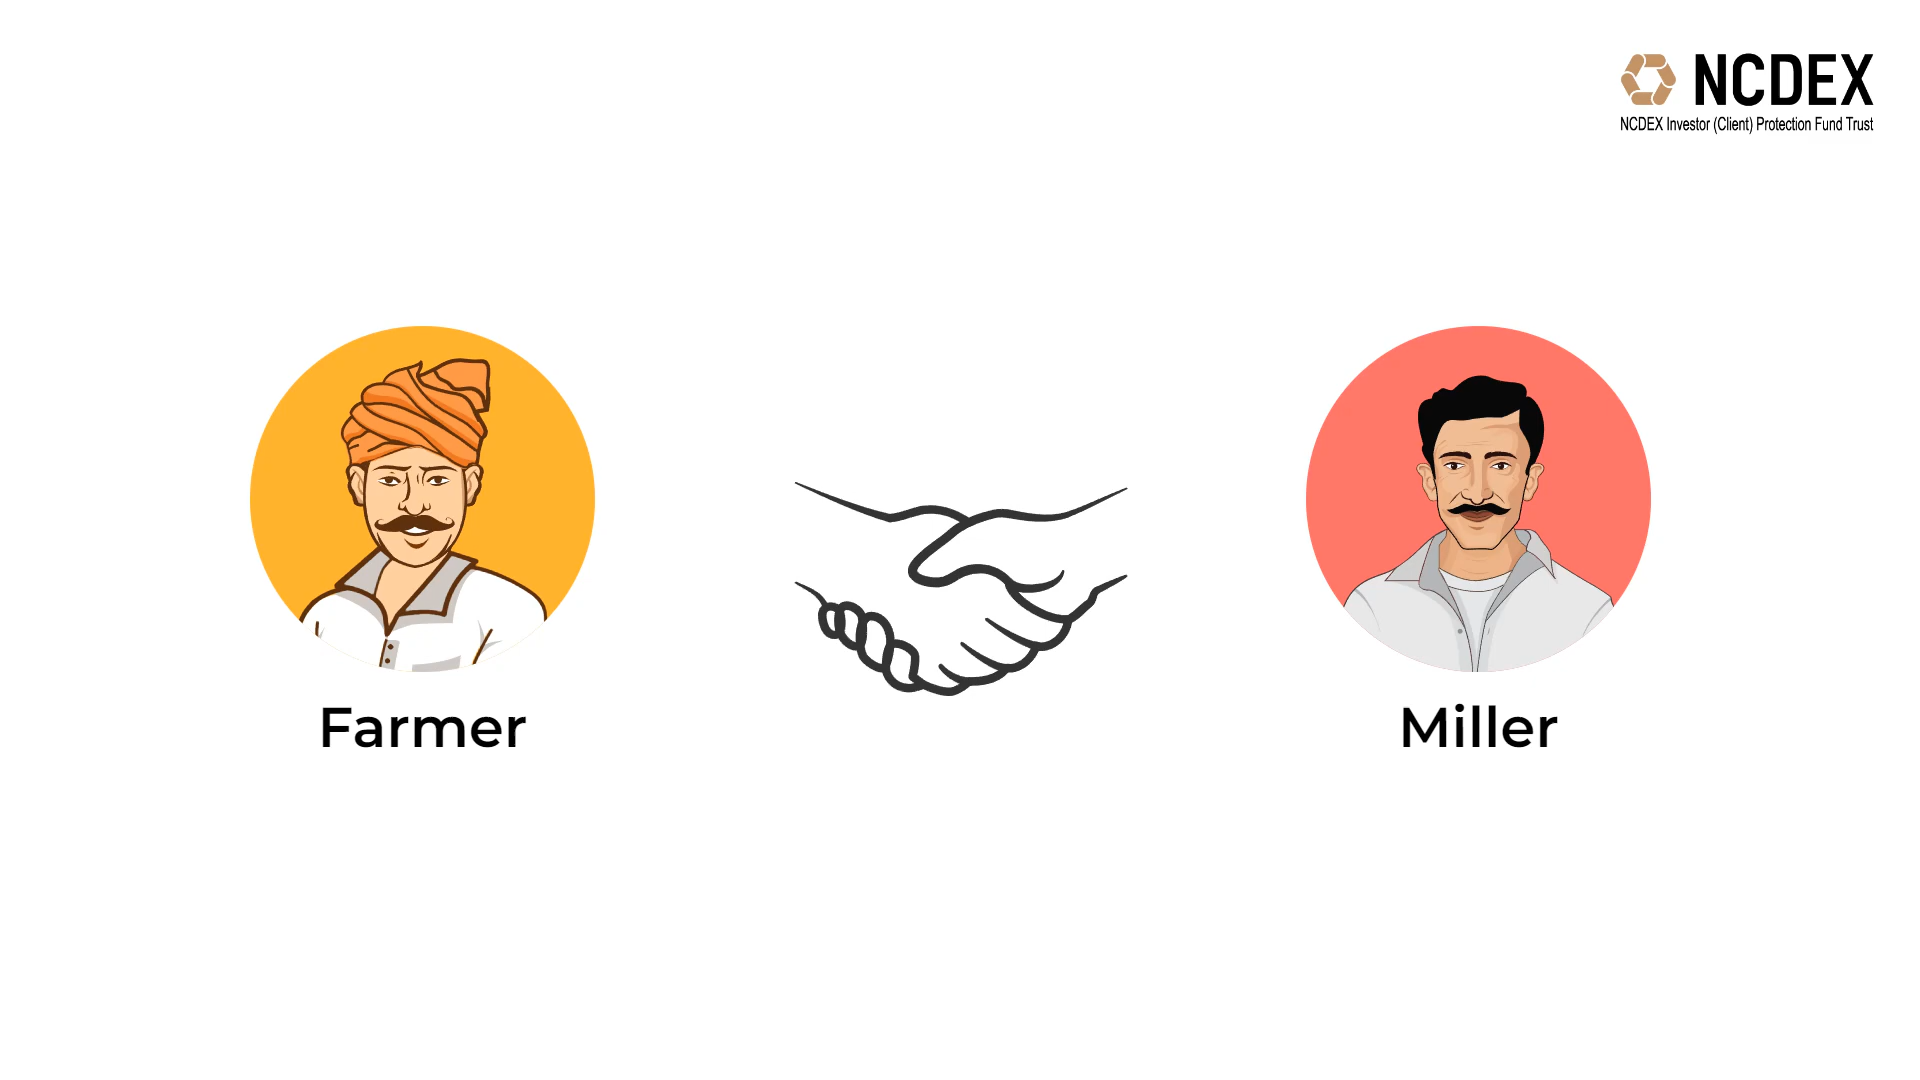 NCDEX
NCDEX Investor (Client) Protection Fund Trust
Farmer
Miller